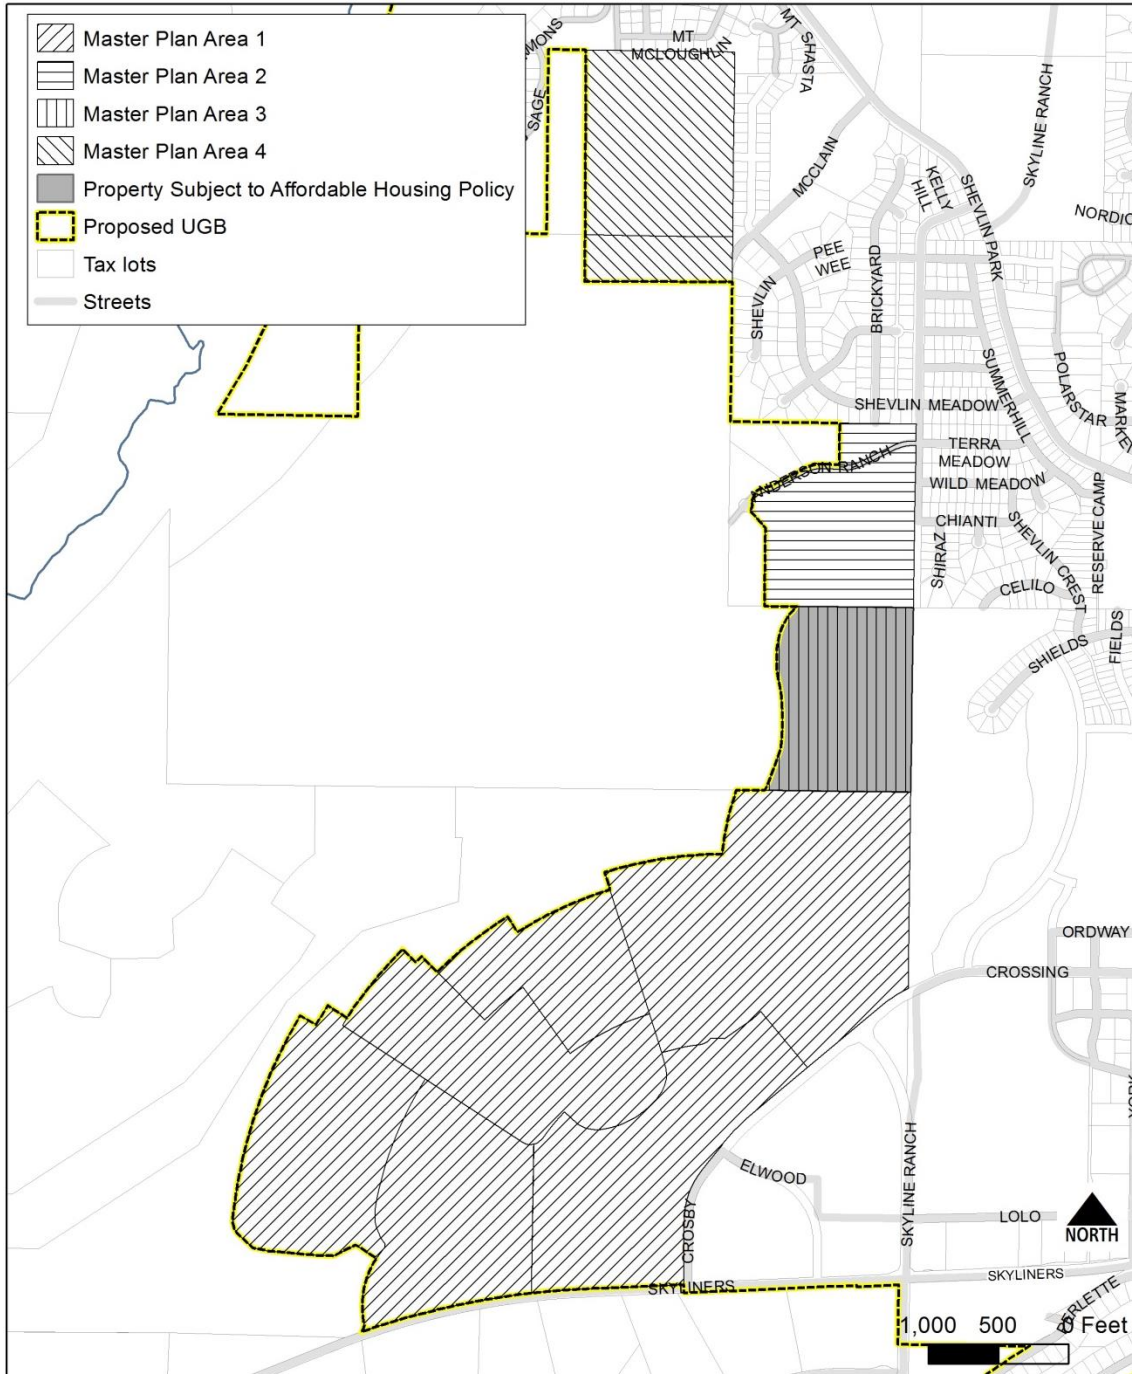 Master Plan Area 1
Master Plan Area 2
Master Plan Area 3
Master Plan Area 4
Property Subject to Affordable Housing Policy
Proposed UGB
Tax lots
Streets
SAGE
MT
MCLOUGHLIN
MT SHASTA
SKYLINE RANCH
MCCLAIN
KELLY
HILL
SHEVLIN PARK
NORDIC
PEE
WEE
BRICKYARD
SHEVLIN
SUMMERHILL
POLARSTAR
SHEVLIN MEADOW
ANDERSON RANCH
TERRA
MEADOW
WILD MEADOW
CHIANTI
SHIRAZ
SHEVLIN CREST
RESERVE CAMP
CELILO
SHIELDS
FIELDS
ORDWAY
CROSSING
ELWOOD
CROSBY
SKYLINE RANCH
LOLO
NORTH
SKYLINERS
SKYLINERS
1,000 500 0 Feet